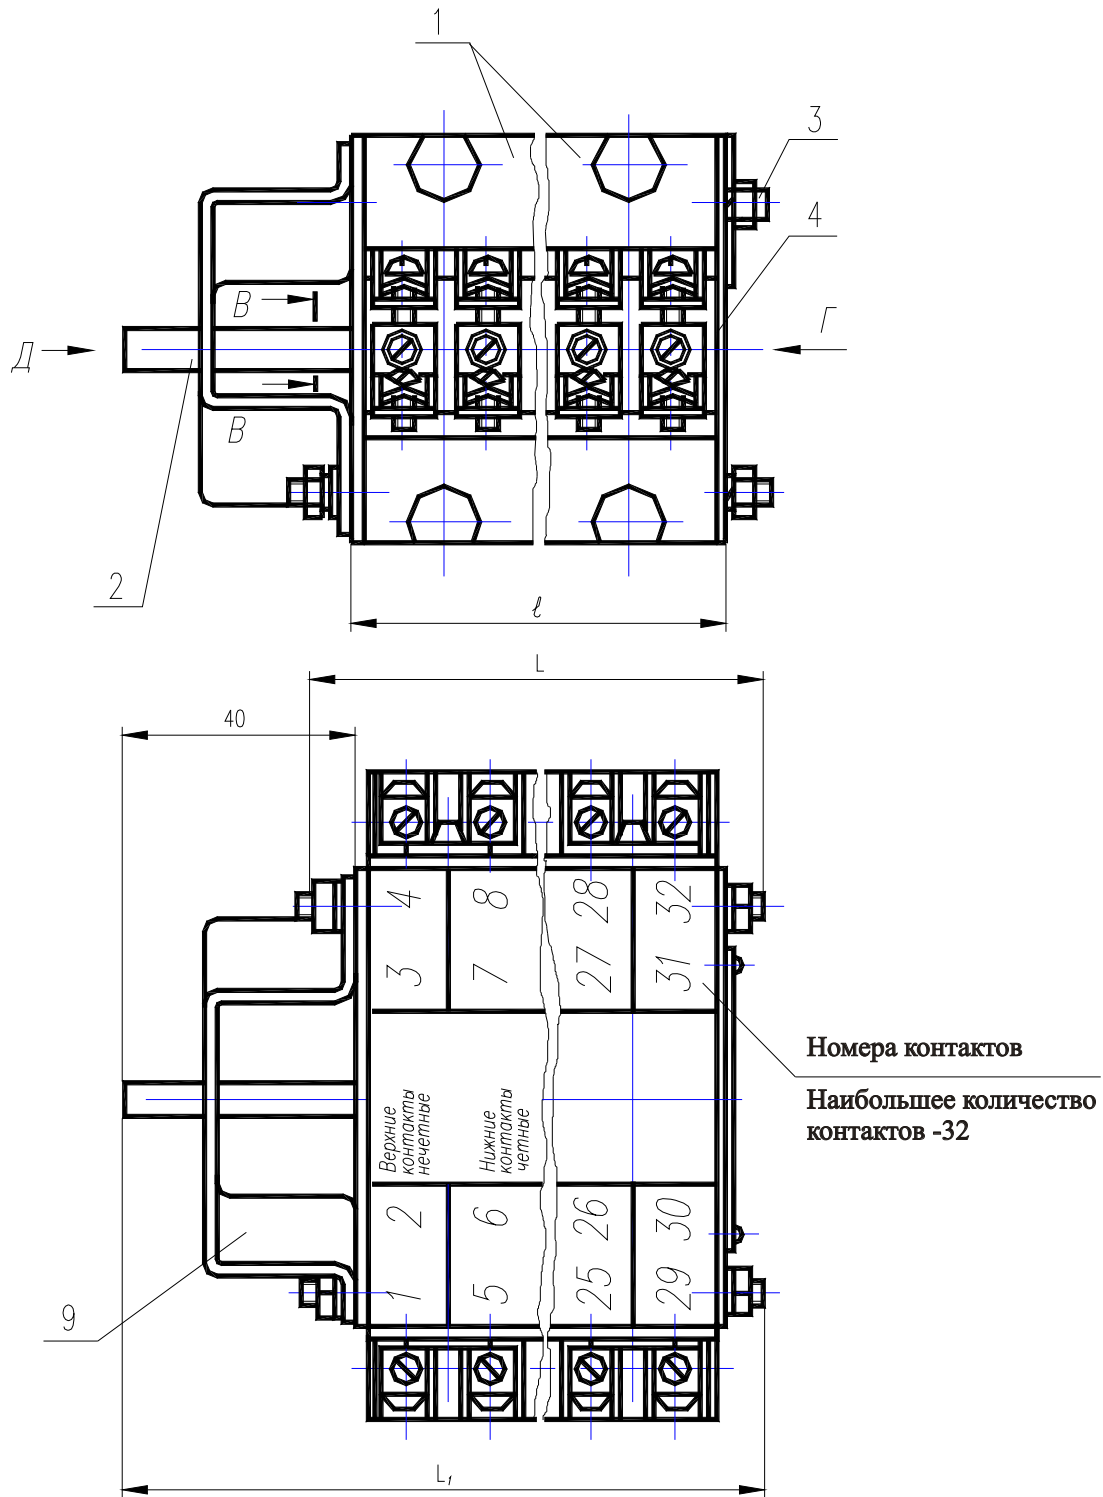 1
3
4
В
Г
Д
В
2
ℓ
L
40
4 8 28 32
3 7 27 31
Номера контактов
Наибольшее количество
контактов -32
Верхние
контакты
нечетные
Нижние
контакты
четные
2 6 26 30
1 5 25 29
9
L₁